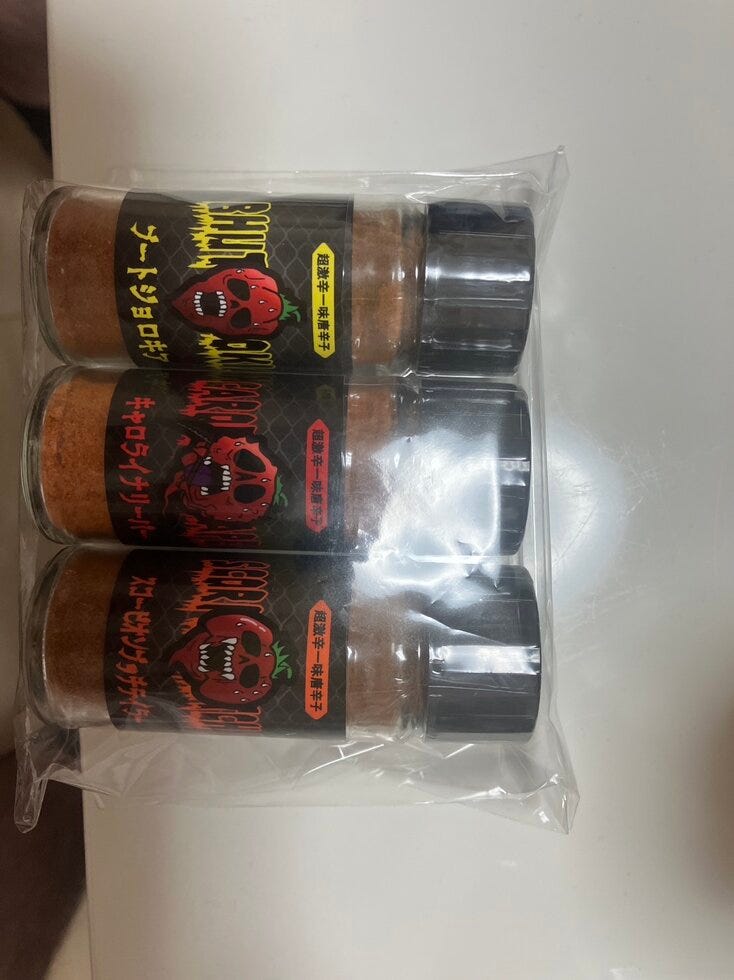 超激辛一味唐辛子
BHUT
ブートジョロキア
超激辛一味唐辛子
キャロライナリーパー
超激辛一味唐辛子
スコーピオンブッチテイラー